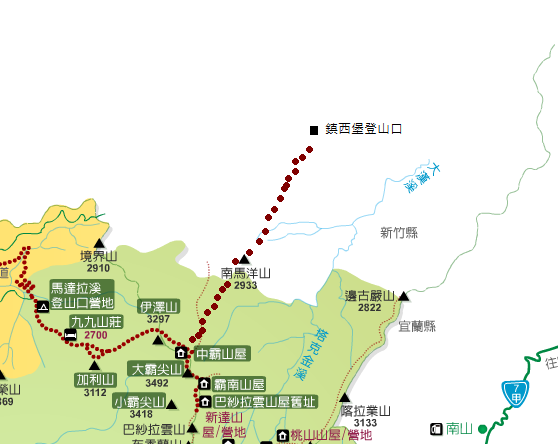 鎮西堡登山口
大漢溪
新竹縣
境界山
2910
道
南馬洋山
2933
馬達拉溪
登山口營地
邊古嚴山
2822
伊澤山
3297
九九山莊
2700
宜蘭縣
塔克金溪
中霸山屋
7
甲
往
大霸尖山
3492
加利山
3112
霸南山屋
369
巴紗拉雲山屋舊址
小霸尖山
3418
喀拉業山
3133
新達山
屋/營地
巴紗拉雲山
南山
桃山山屋/營地